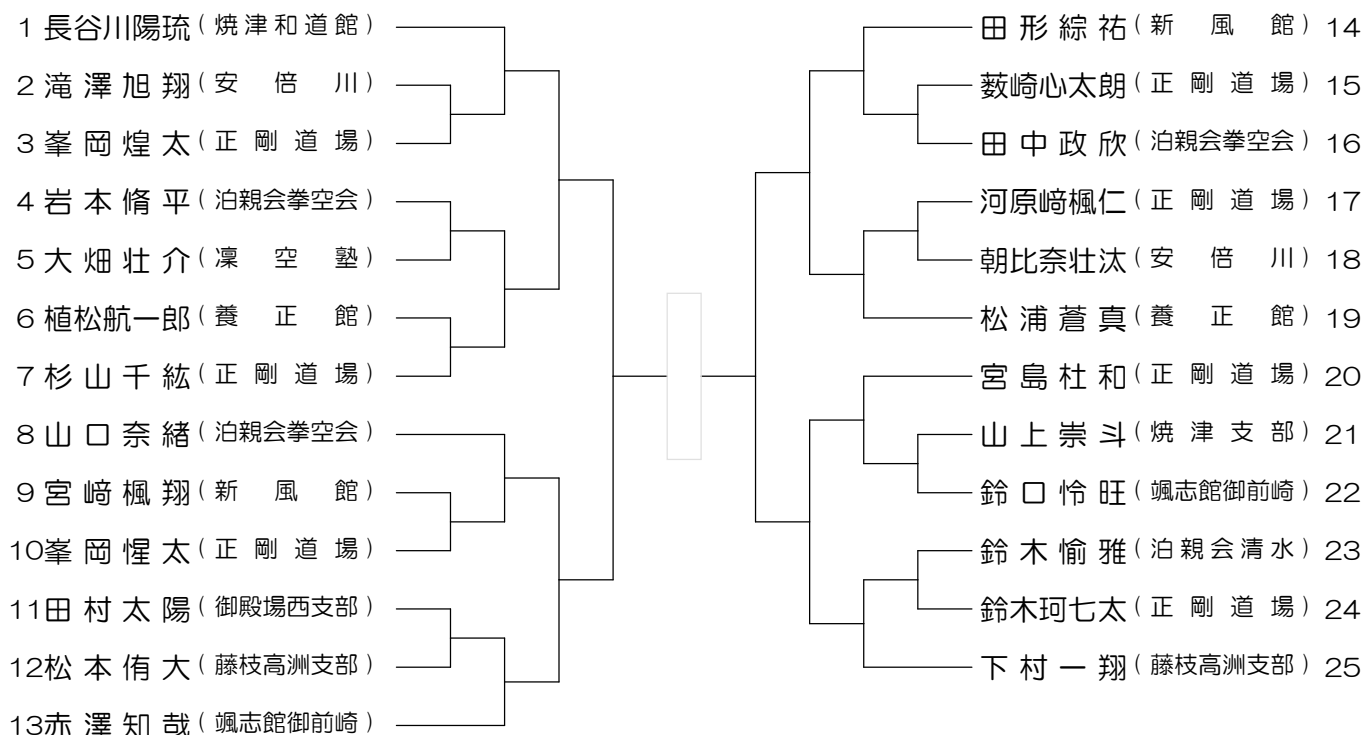 1 長谷川陽琉 (焼津和道館)
2 滝澤旭翔 (安倍川)
3 峯岡煌太 (正剛道場)
4 岩本脩平 (泊親会拳空会)
5 大畑壮介 (凜空塾)
6 植松航一郎 (養正館)
7 杉山千紘 (正剛道場)
8 山口奈緒 (泊親会拳空会)
9 宮﨑楓翔 (新風館)
10 峯岡惺太 (正剛道場)
11 田村太陽 (御殿場西支部)
12 松本侑大 (藤枝高洲支部)
13 赤澤知哉 (颯志館御前崎)
田形綜祐 (新風館) 14
薮崎心太朗 (正剛道場) 15
田中政欣 (泊親会拳空会) 16
河原﨑楓仁 (正剛道場) 17
朝比奈壮汰 (安倍川) 18
松浦蒼真 (養正館) 19
宮島杜和 (正剛道場) 20
山上崇斗 (焼津支部) 21
鈴口怜旺 (颯志館御前崎) 22
鈴木愉雅 (泊親会清水) 23
鈴木珂七太 (正剛道場) 24
下村一翔 (藤枝高洲支部) 25